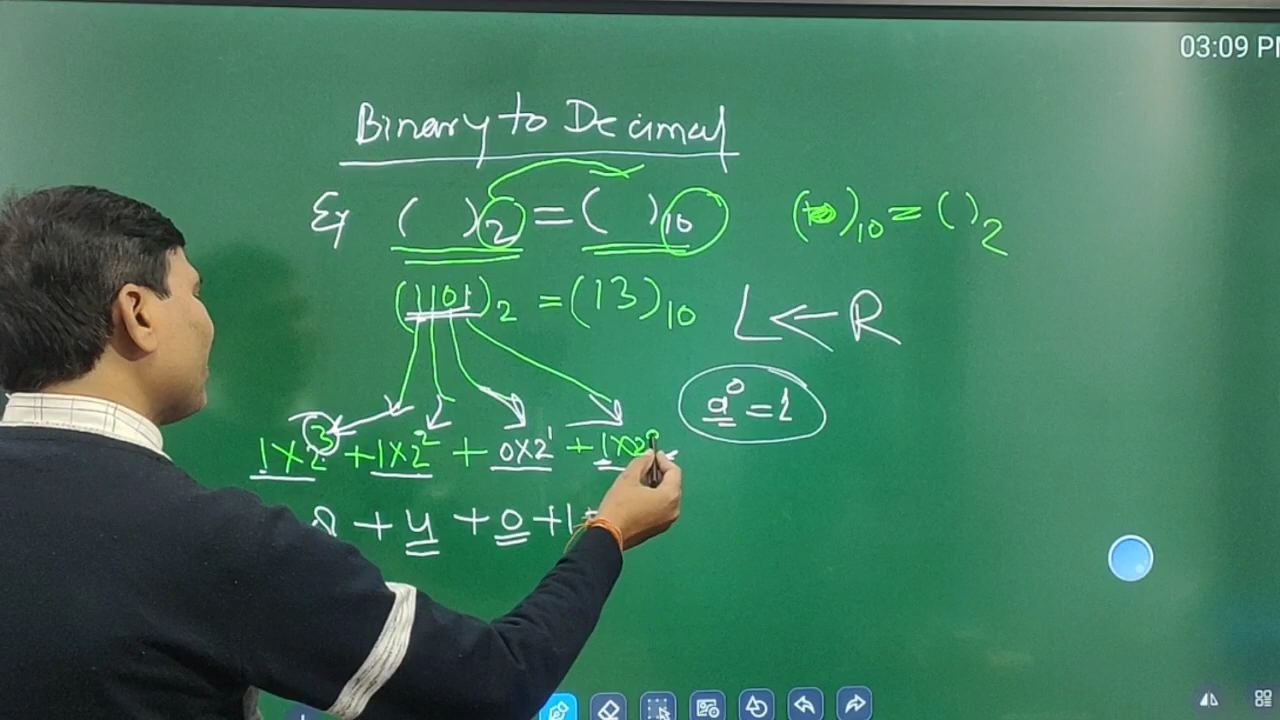 03:09 P
Binary to Decimal
Ex ( )₂ = ( )₁₀ ( )₁₀ = ( )₂
(1101)₂ = (13)₁₀ L ← R
a⁰ = 1
1×2³ + 1×2² + 0×2¹ + 1×2⁰
8 + 4 + 0 + 1